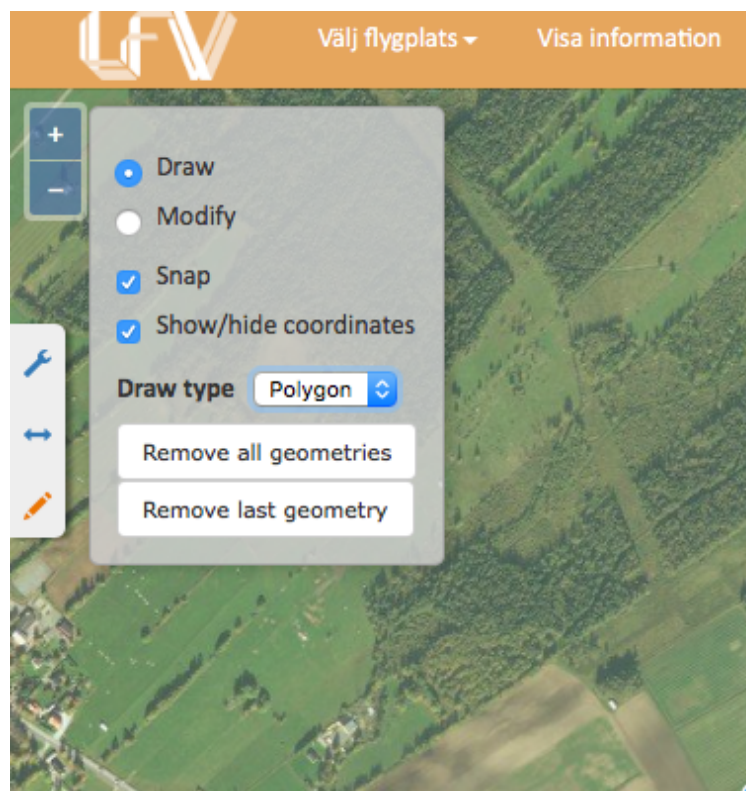 LFV
Välj flygplats
Visa information
+
−
Draw
Modify
Snap
Show/hide coordinates
Draw type Polygon
Remove all geometries
Remove last geometry